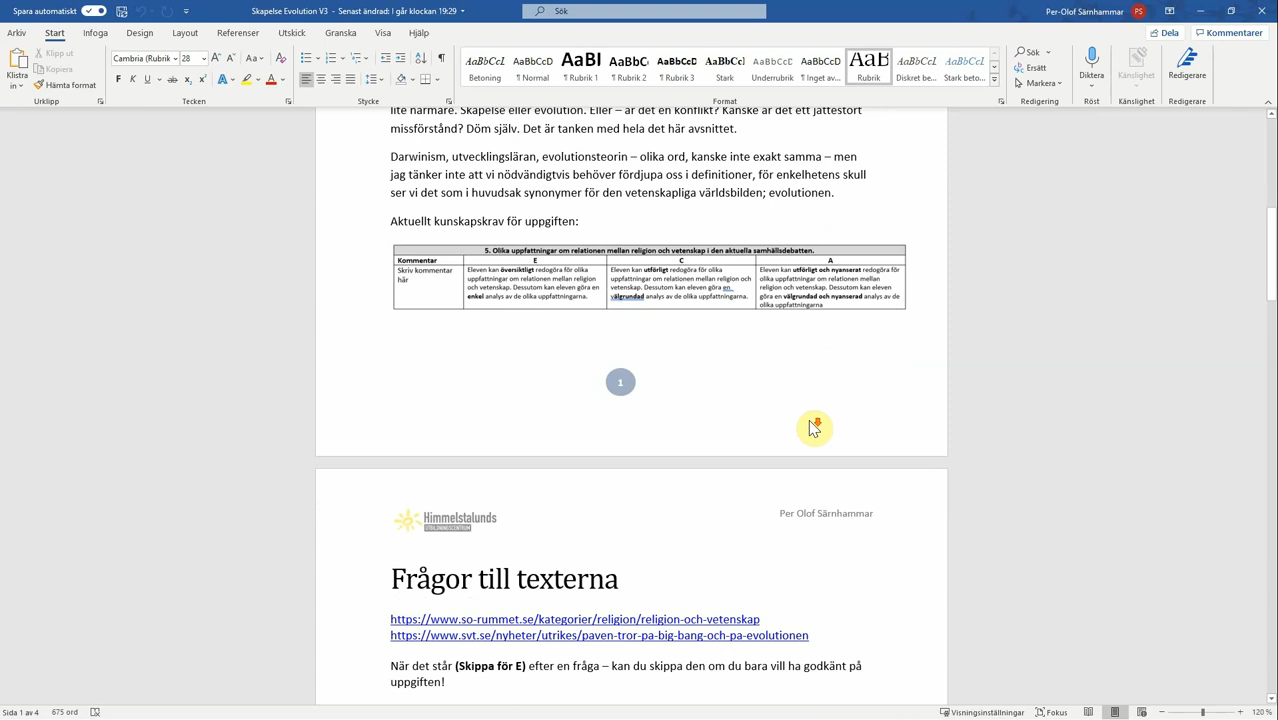 Spara automatiskt
Skapelse Evolution V3 - Senast ändrad: I går klockan 19:29
Sök
Per-Olof Särnhammar
PS
Arkiv Start Infoga Design Layout Referenser Utskick Granska Visa Hjälp
Dela Kommentarer
Klistra in
Klipp ut
Kopiera
Hämta format
Urklipp
Cambria (Rubrik 28
Tecken
Stycke
AaBbCcI AaBbCcD AaBI AaBbC AaBbCcD AaBbCcl AaBbCcD AaBbCcD AaB AaBbCcl AaBbCcl
Betoning ¶ Normal ¶ Rubrik 1 ¶ Rubrik 2 ¶ Rubrik 3 Stark Underrubrik ¶ Inget av... Rubrik Diskret be... Stark beto...
Format
Sök
Ersätt
Markera
Redigering
Diktera
Röst
Känslighet
Känslighet
Redigerare
Redigerare
lite närmare. Skapelse eller evolution. Eller – är det en konflikt? Kanske är det ett jättestort
missförstånd? Döm själv. Det är tanken med hela det här avsnittet.
Darwinism, utvecklingsläran, evolutionsteorin – olika ord, kanske inte exakt samma – men
jag tänker inte att vi nödvändigtvis behöver fördjupa oss i definitioner, för enkelhetens skull
ser vi det som i huvudsak synonymer för den vetenskapliga världsbilden; evolutionen.
Aktuellt kunskapskrav för uppgiften:
5. Olika uppfattningar om relationen mellan religion och vetenskap i den aktuella samhällsdebatten.
Kommentar E C A
Skriv kommentar
här
Eleven kan översiktligt redogöra för olika
uppfattningar om relationen mellan religion
och vetenskap. Dessutom kan eleven göra en
enkel analys av de olika uppfattningarna.
Eleven kan utförligt redogöra för olika
uppfattningar om relationen mellan religion och
vetenskap. Dessutom kan eleven göra en
välgrundad analys av de olika uppfattningarna.
Eleven kan utförligt och nyanserat redogöra för
olika uppfattningar om relationen mellan
religion och vetenskap. Dessutom kan eleven
göra en välgrundad och nyanserad analys av de
olika uppfattningarna
1
Himmelstalunds
UTBILDNINGSCENTRUM
Per Olof Särnhammar
Frågor till texterna
https://www.so-rummet.se/kategorier/religion/religion-och-vetenskap
https://www.svt.se/nyheter/utrikes/paven-tror-pa-big-bang-och-pa-evolutionen
När det står (Skippa för E) efter en fråga – kan du skippa den om du bara vill ha godkänt på
uppgiften!
Sida 1 av 4 675 ord
Visningsinställningar Fokus 120 %